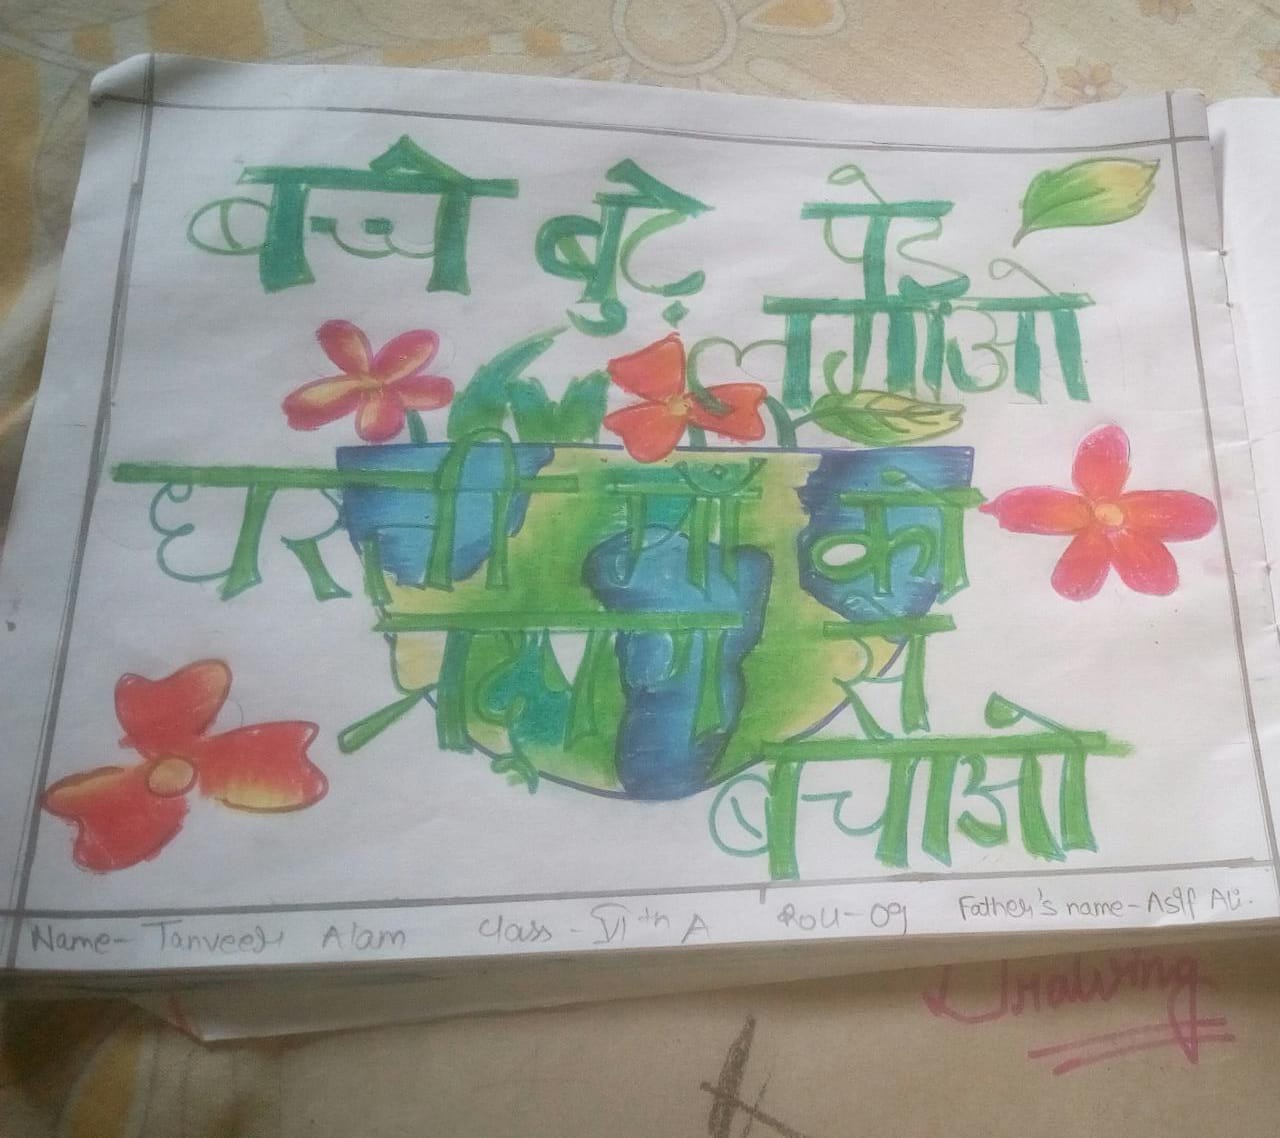 बच्चे बुढ़े पेड़
लगाओ
धरती माँ को
प्रदूषण से
बचाओ
Name- Tanveer Alam Class - VIth A Roll-09 Father's name-Asif Ali.
Drawing